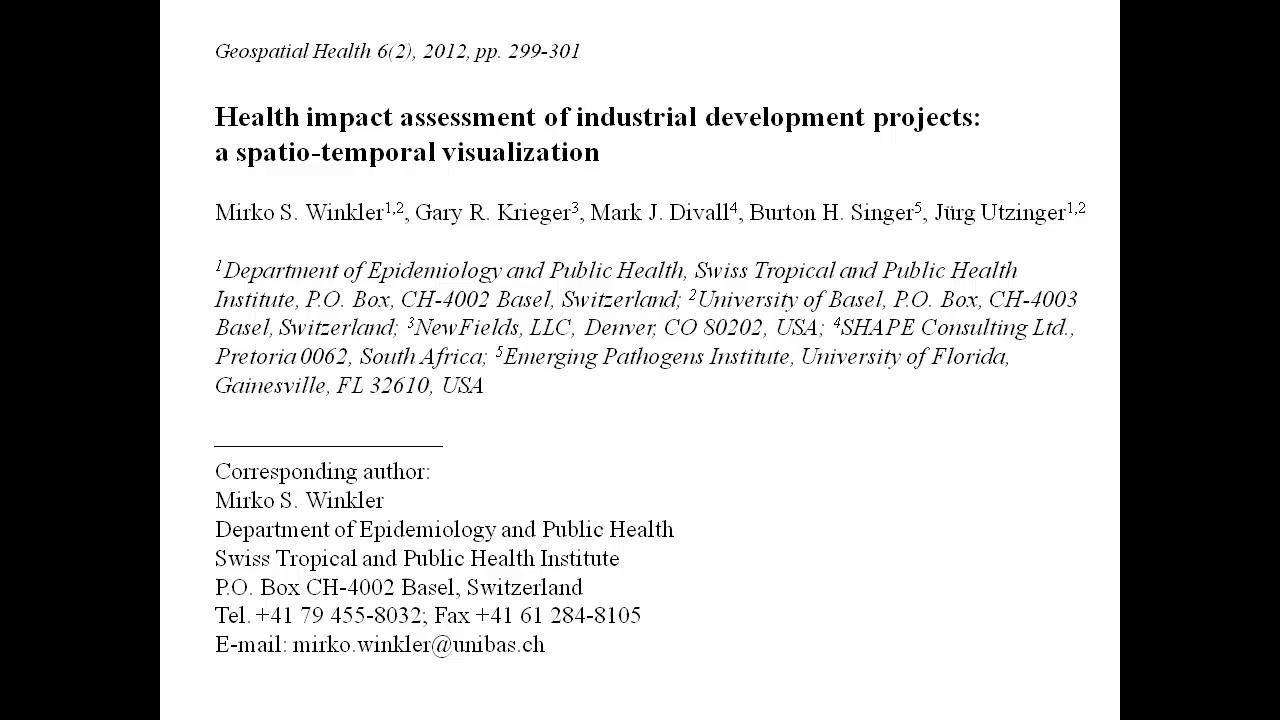 Geospatial Health 6(2), 2012, pp. 299-301
Health impact assessment of industrial development projects:
a spatio-temporal visualization
Mirko S. Winkler1,2, Gary R. Krieger3, Mark J. Divall4, Burton H. Singer5, Jürg Utzinger1,2
1Department of Epidemiology and Public Health, Swiss Tropical and Public Health
Institute, P.O. Box, CH-4002 Basel, Switzerland; 2University of Basel, P.O. Box, CH-4003
Basel, Switzerland; 3NewFields, LLC, Denver, CO 80202, USA; 4SHAPE Consulting Ltd.,
Pretoria 0062, South Africa; 5Emerging Pathogens Institute, University of Florida,
Gainesville, FL 32610, USA
Corresponding author:
Mirko S. Winkler
Department of Epidemiology and Public Health
Swiss Tropical and Public Health Institute
P.O. Box CH-4002 Basel, Switzerland
Tel. +41 79 455-8032; Fax +41 61 284-8105
E-mail: mirko.winkler@unibas.ch